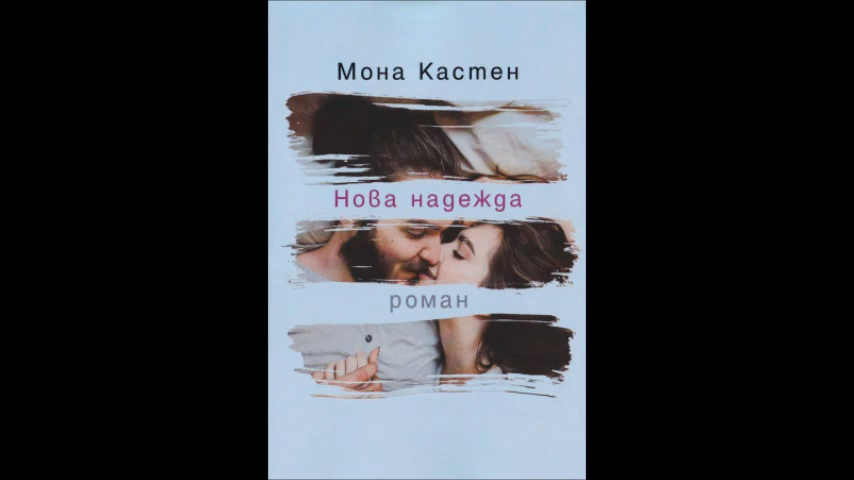 Мона Кастен
Нова надежда
роман